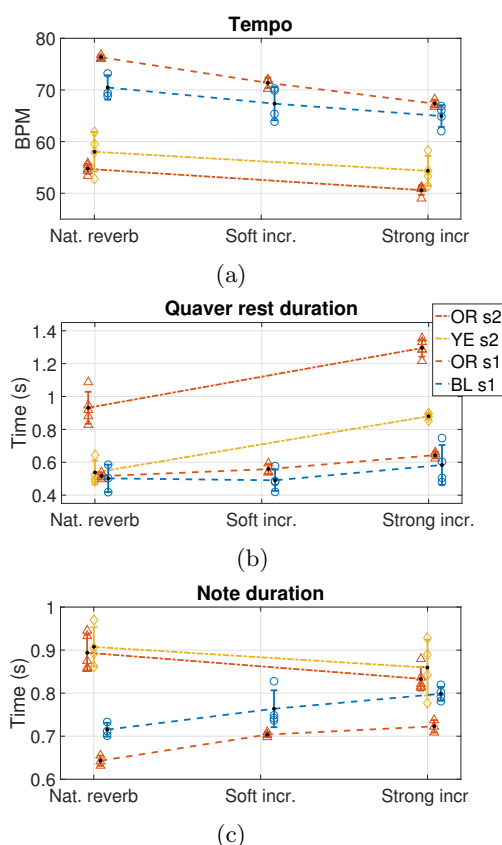 Tempo
80
70
60
50
BPM
Nat. reverb Soft incr. Strong incr
(a)
Quaver rest duration
1.4
1.2
1
0.8
0.6
0.4
Time (s)
OR s2
YE s2
OR s1
BL s1
Nat. reverb Soft incr. Strong incr.
(b)
Note duration
1
0.9
0.8
0.7
0.6
Time (s)
Nat. reverb Soft incr. Strong incr.
(c)